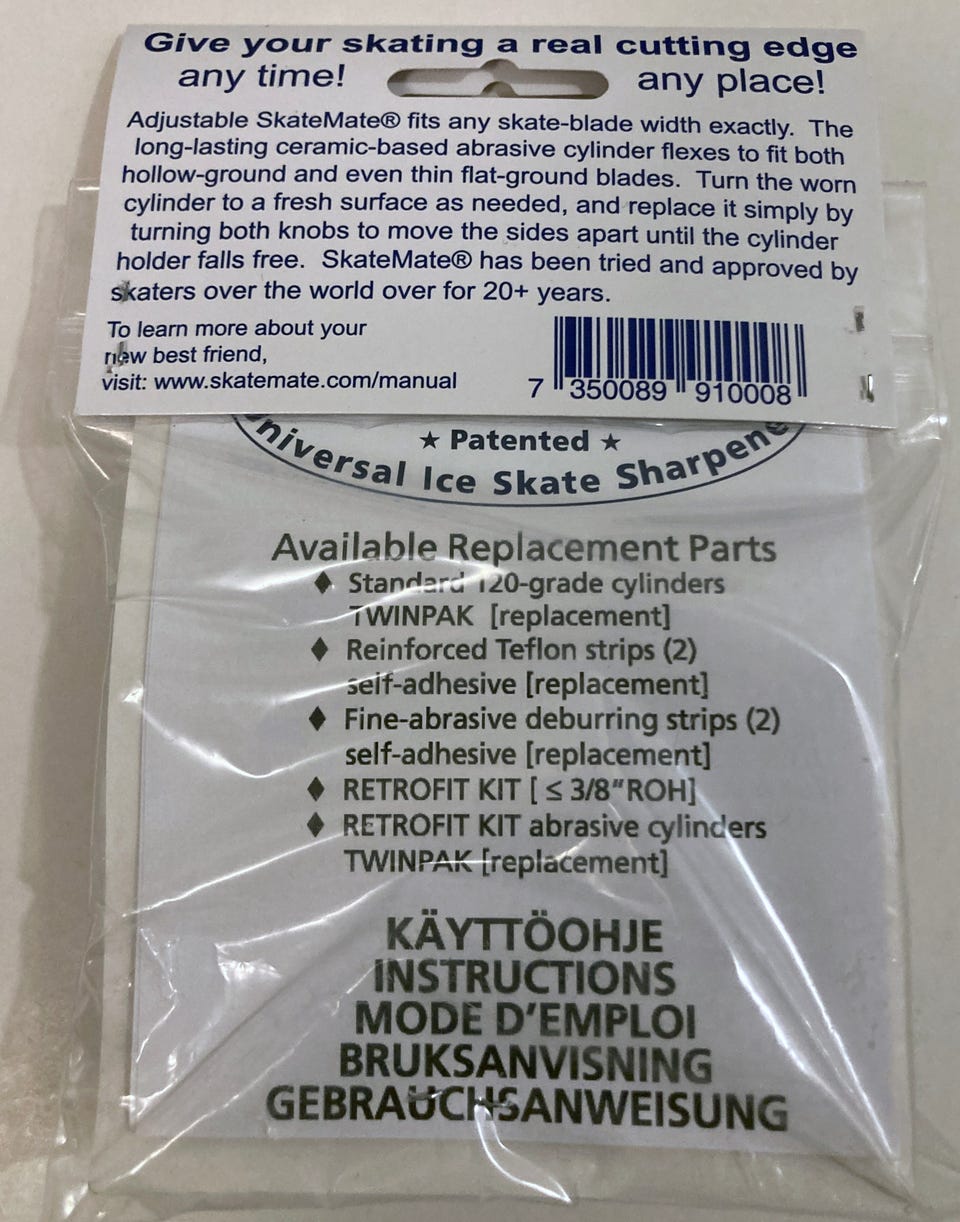 Give your skating a real cutting edge
any time! any place!
Adjustable SkateMate® fits any skate-blade width exactly. The
long-lasting ceramic-based abrasive cylinder flexes to fit both
hollow-ground and even thin flat-ground blades. Turn the worn
cylinder to a fresh surface as needed, and replace it simply by
turning both knobs to move the sides apart until the cylinder
holder falls free. SkateMate® has been tried and approved by
skaters over the world over for 20+ years.
To learn more about your
new best friend,
visit: www.skatemate.com/manual
7 350089 910008
★ Patented ★
Universal Ice Skate Sharpene
Available Replacement Parts
♦ Standard 120-grade cylinders
TWINPAK [replacement]
♦ Reinforced Teflon strips (2)
self-adhesive [replacement]
♦ Fine-abrasive deburring strips (2)
self-adhesive [replacement]
♦ RETROFIT KIT [ ≤ 3/8"ROH]
♦ RETROFIT KIT abrasive cylinders
TWINPAK [replacement]
KÄYTTÖOHJE
INSTRUCTIONS
MODE D'EMPLOI
BRUKSANVISNING
GEBRAUCHSANWEISUNG